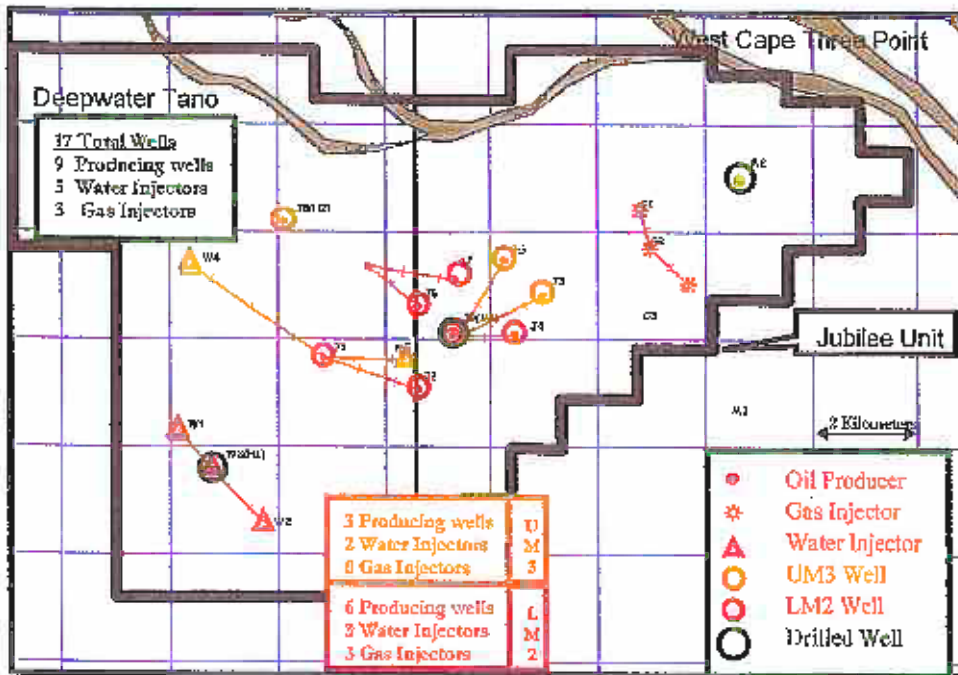 West Cape Three Point
Deepwater Tano
17 Total Wells
9 Producing wells
5 Water Injectors
3 Gas Injectors
W4
J4
W1
W2
Jubilee Unit
2 Kilometers
3 Producing wells
2 Water Injectors
0 Gas Injectors
U
M
3
6 Producing wells
3 Water Injectors
3 Gas Injectors
L
M
2
Oil Producer
Gas Injector
Water Injector
UM3 Well
LM2 Well
Drilled Well